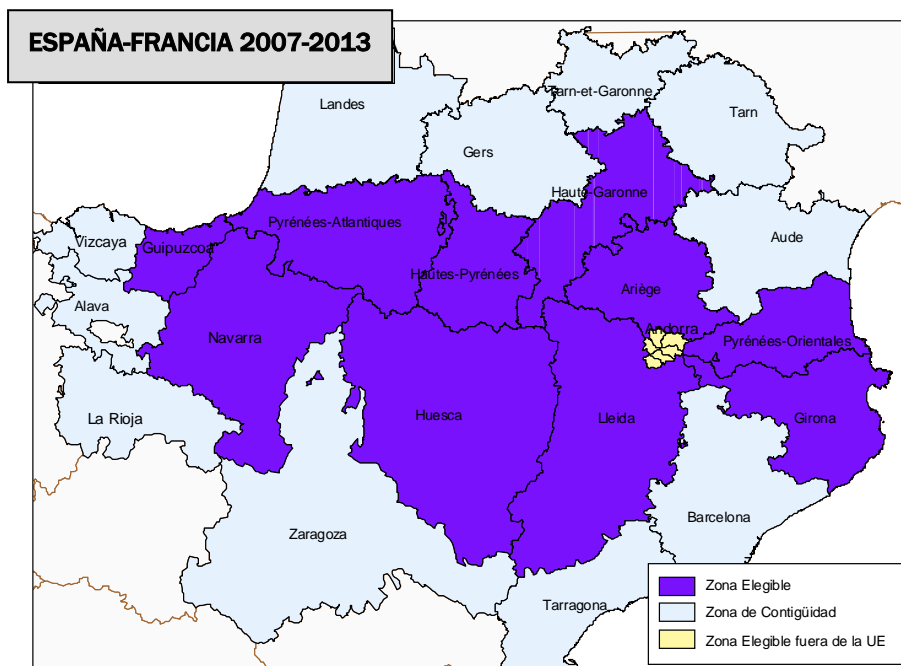 ESPAÑA-FRANCIA 2007-2013
Landes
Tarn-et-Garonne
Tarn
Gers
Haute-Garonne
Pyrénées-Atlantiques
Vizcaya
Guipuzcoa
Aude
Hautes-Pyrénées
Ariège
Alava
Navarra
Andorra
Pyrénées-Orientales
La Rioja
Huesca
Lleida
Girona
Zaragoza
Barcelona
Tarragona
Zona Elegible
Zona de Contigüidad
Zona Elegible fuera de la UE